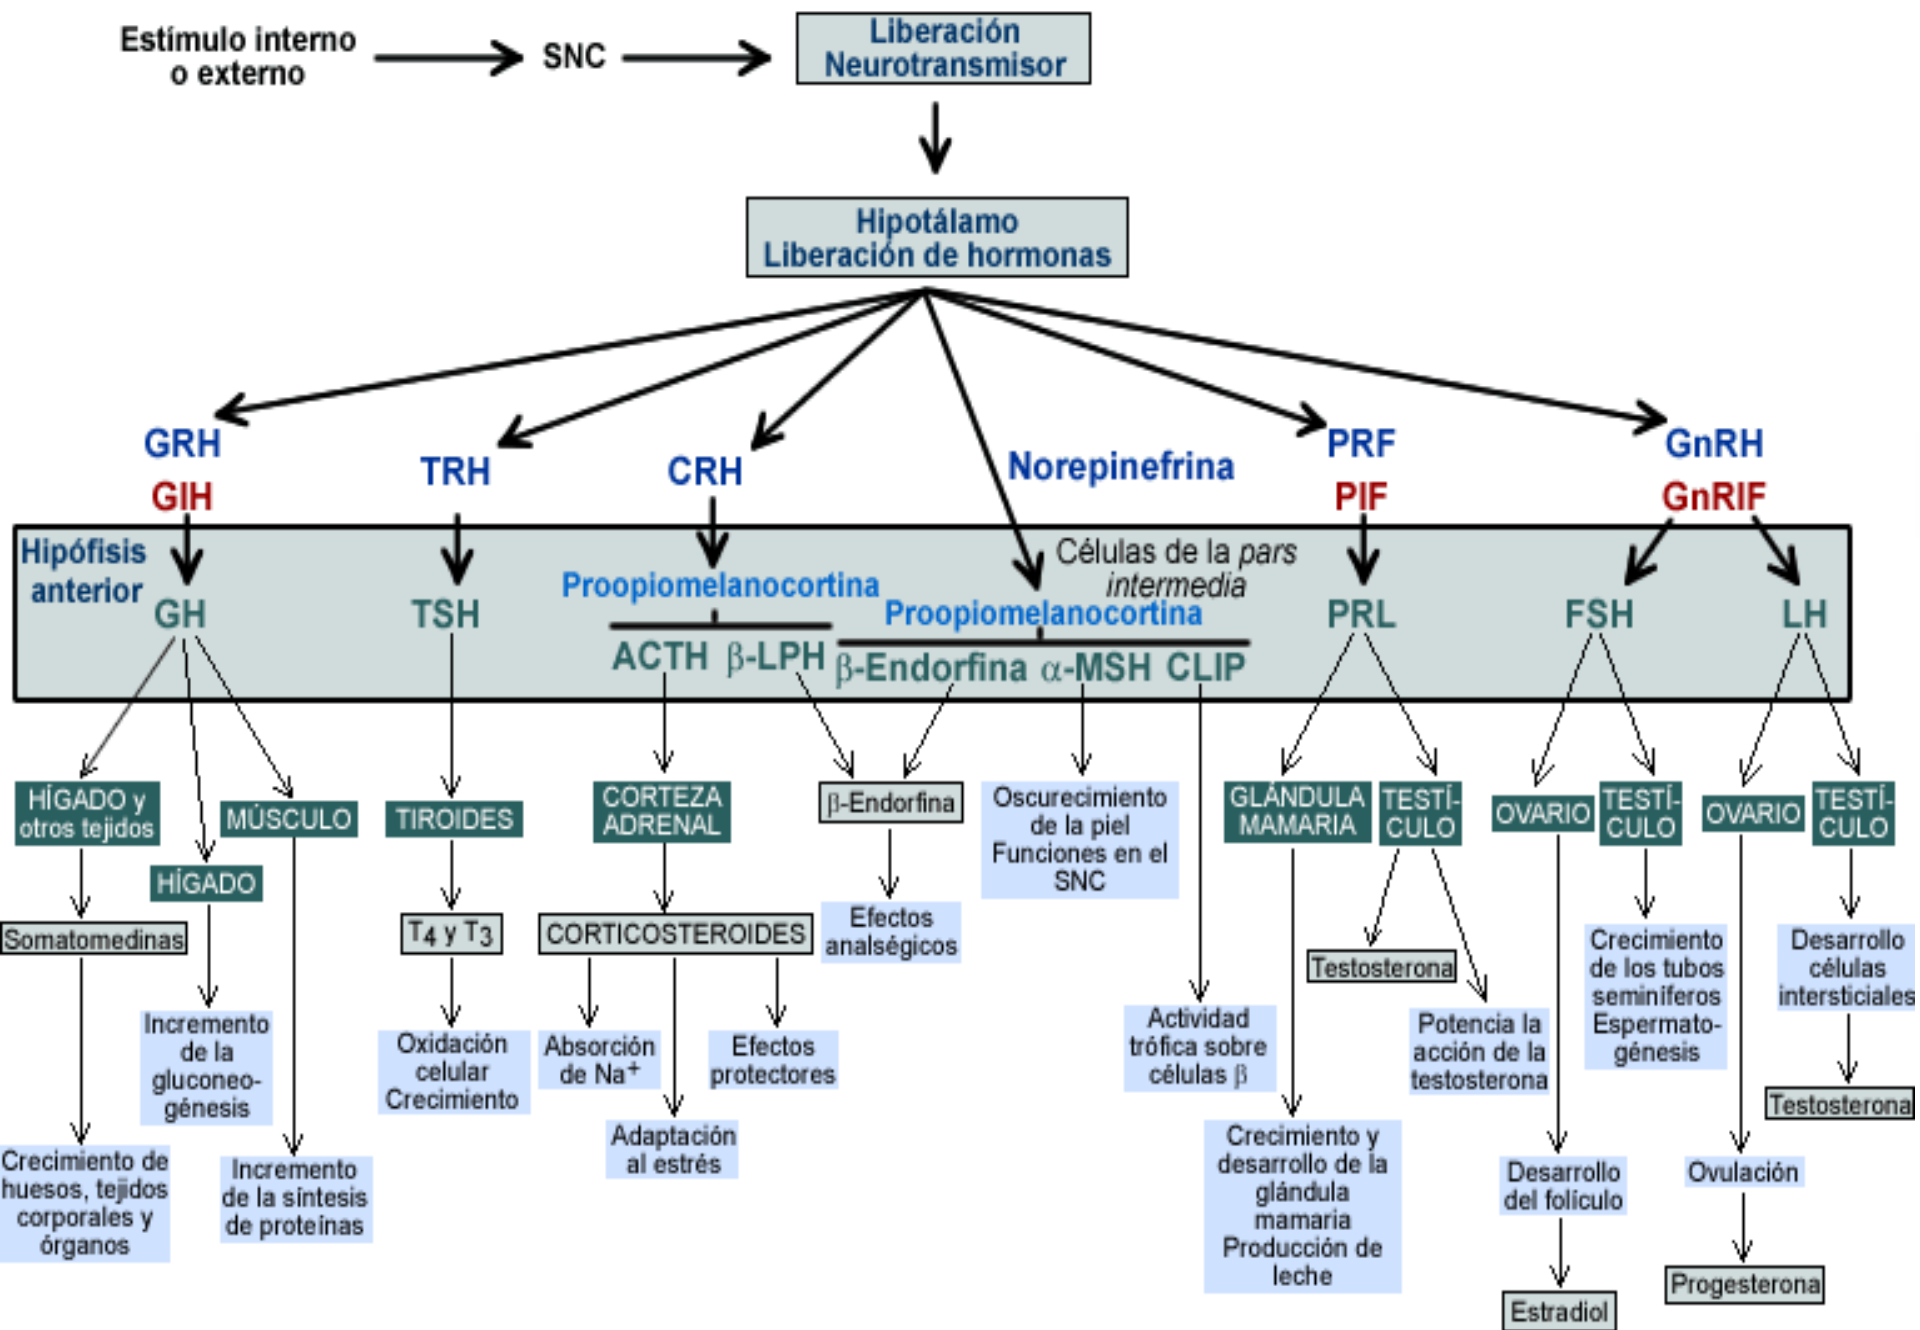 Estímulo interno
o externo
SNC
Liberación
Neurotransmisor
Hipotálamo
Liberación de hormonas
GRH
GIH
TRH
CRH
Norepinefrina
PRF
PIF
GnRH
GnRIF
Hipófisis
anterior
Células de la pars
intermedia
GH
TSH
Proopiomelanocortina
ACTH β-LPH
Proopiomelanocortina
β-Endorfina α-MSH CLIP
PRL
FSH
LH
HÍGADO y
otros tejidos
HÍGADO
MÚSCULO
TIROIDES
CORTEZA
ADRENAL
β-Endorfina
Oscurecimiento
de la piel
Funciones en el
SNC
GLÁNDULA
MAMARIA
TESTÍ-
CULO
OVARIO
TESTÍ-
CULO
OVARIO
TESTÍ-
CULO
Somatomedinas
T4 y T3
CORTICOSTEROIDES
Efectos
analségicos
Testosterona
Crecimiento
de los tubos
seminíferos
Espermato-
génesis
Desarrollo
células
intersticiales
Incremento
de la
gluconeo-
génesis
Oxidación
celular
Crecimiento
Absorción
de Na+
Efectos
protectores
Actividad
trófica sobre
células β
Potencia la
acción de la
testosterona
Testosterona
Adaptación
al estrés
Crecimiento de
huesos, tejidos
corporales y
órganos
Incremento
de la síntesis
de proteínas
Crecimiento y
desarrollo de la
glándula
mamaria
Producción de
leche
Desarrollo
del folículo
Ovulación
Estradiol
Progesterona